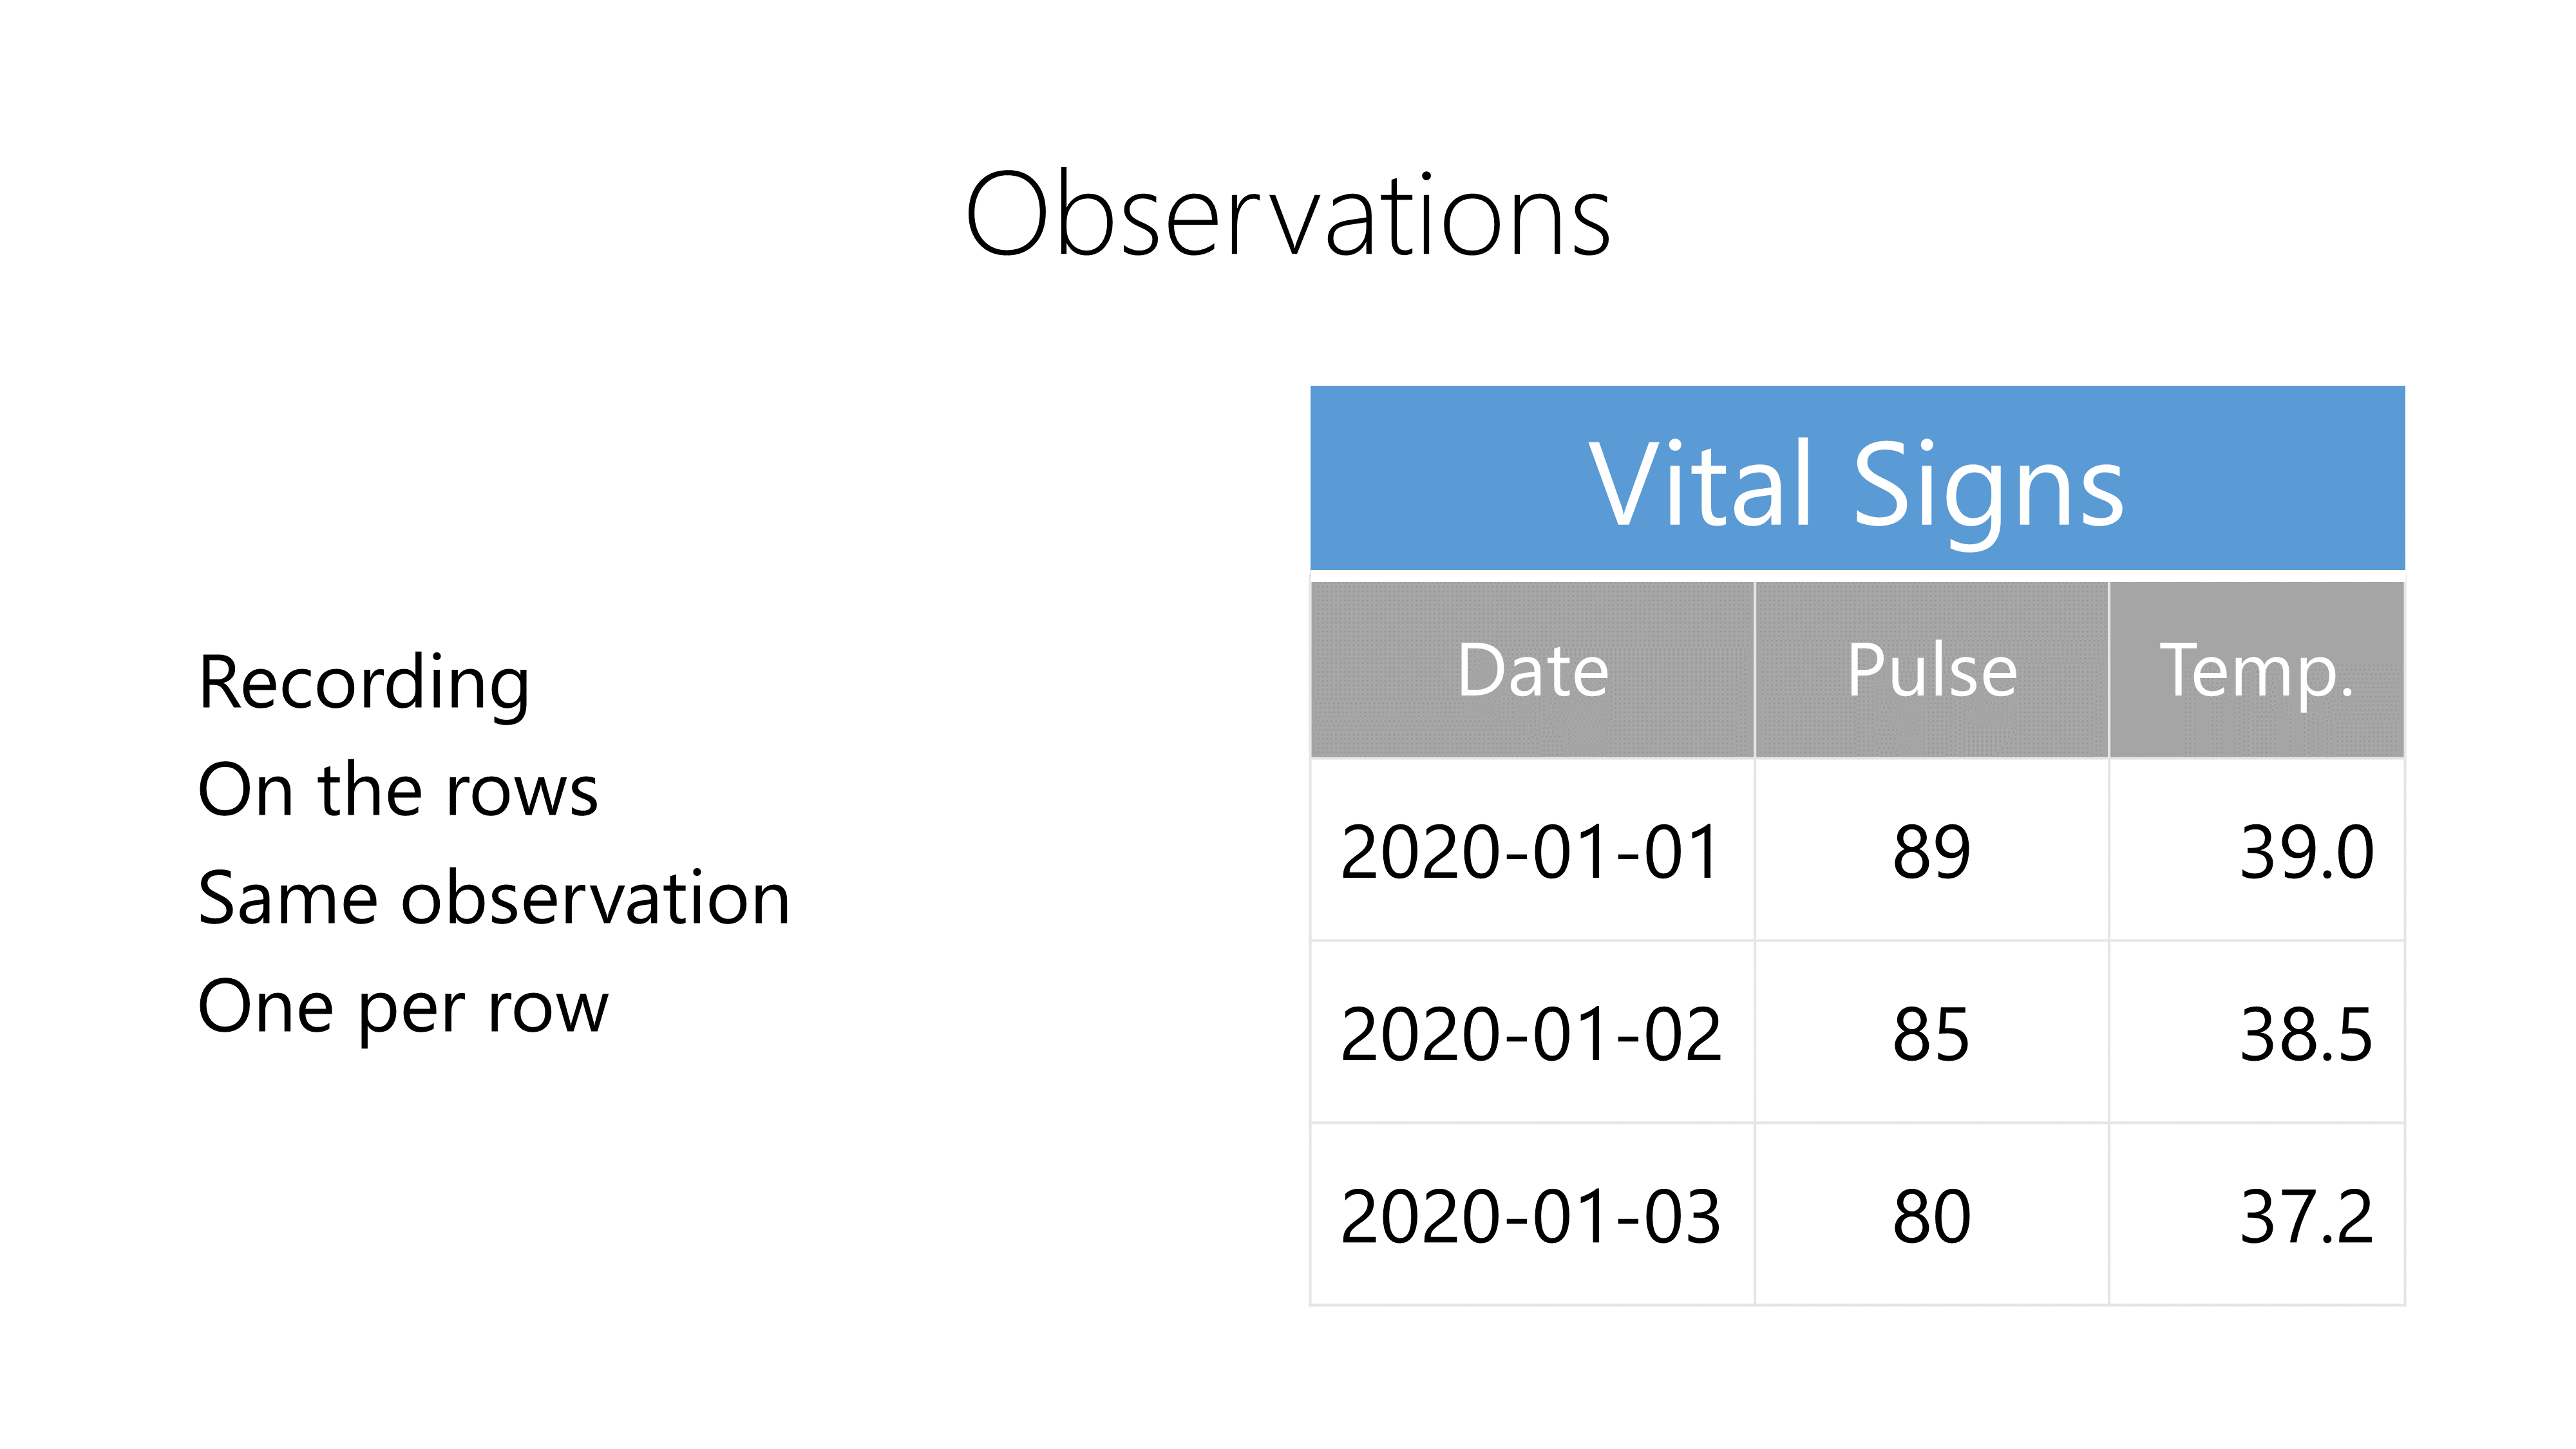 Observations
Recording
On the rows
Same observation
One per row
Vital Signs
Date Pulse Temp.
2020-01-01 89 39.0
2020-01-02 85 38.5
2020-01-03 80 37.2